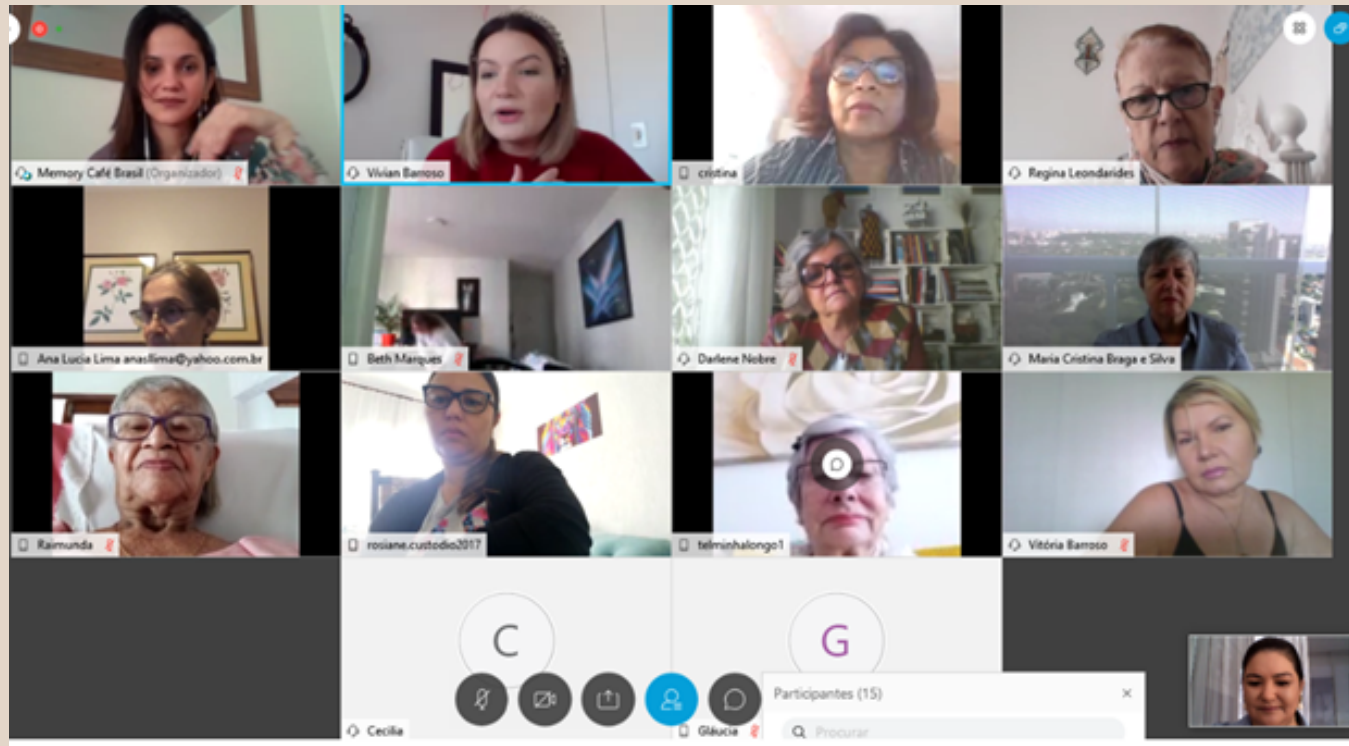 Memory Café Brasil (Organizador)
Vivian Barroso
cristina
Regina Leondarides
Ana Lucia Lima anasllima@yahoo.com.br
Beth Marques
Darlene Nobre
Maria Cristina Braga e Silva
Raimunda
rosiane.custodio2017
telminhalongo1
Vitória Barroso
C
G
Cecilia
Gláucia
Participantes (15)
Procurar